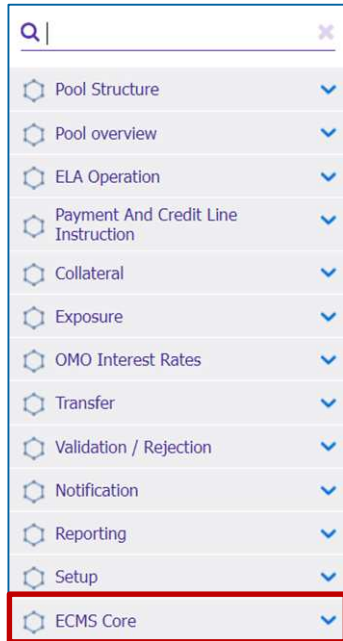 Pool Structure
Pool overview
ELA Operation
Payment And Credit Line
Instruction
Collateral
Exposure
OMO Interest Rates
Transfer
Validation / Rejection
Notification
Reporting
Setup
ECMS Core